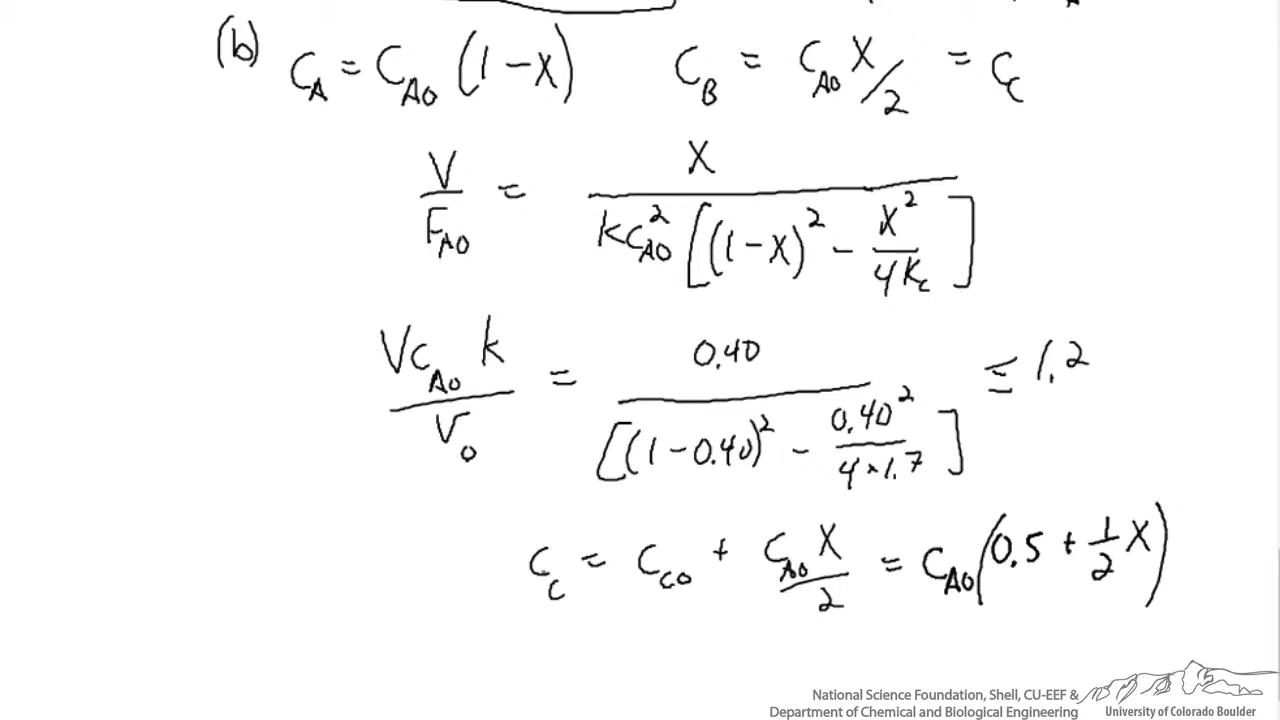 (b) C_A = C_A0 (1 - X) C_B = C_A0 X/2 = C_C
V/F_A0 = X / kC_A0^2 [(1 - X)^2 - X^2/4K_C]
VC_A0 k / V_0 = 0.40 / [(1 - 0.40)^2 - 0.40^2/4×1.7] = 1.2
C_C = C_C0 + C_A0 X/2 = C_A0 (0.5 + 1/2 X)
National Science Foundation, Shell, CU-EEF &
Department of Chemical and Biological Engineering
University of Colorado Boulder